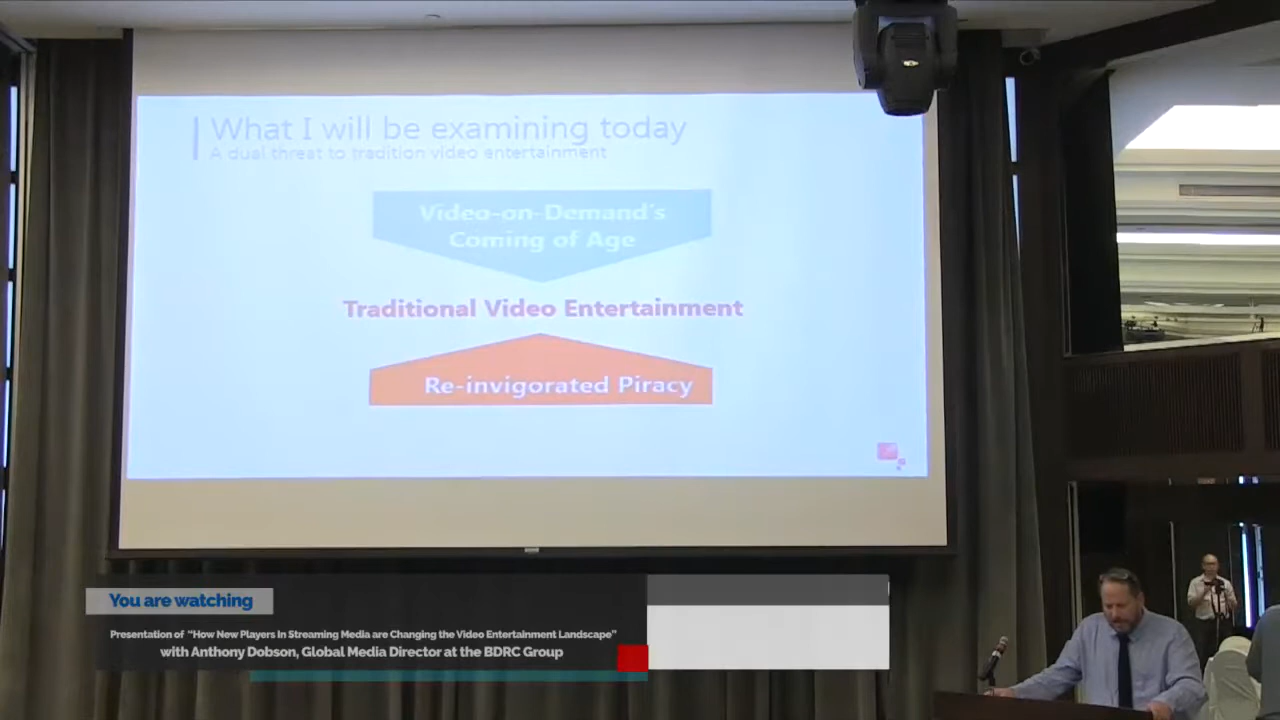 What I will be examining today
A dual threat to tradition video entertainment
Video-on-Demand's
Coming of Age
Traditional Video Entertainment
Re-invigorated Piracy
You are watching
Presentation of "How New Players In Streaming Media are Changing the Video Entertainment Landscape"
with Anthony Dobson, Global Media Director at the BDRC Group